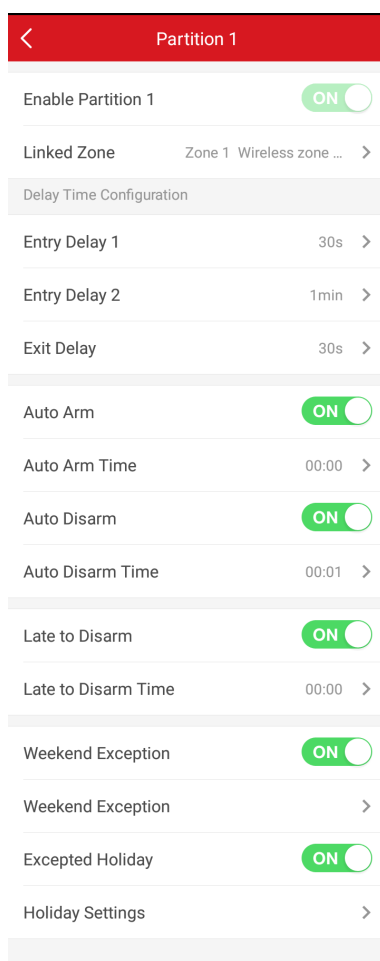 Partition 1
Enable Partition 1 ON
Linked Zone Zone 1 Wireless zone ...
Delay Time Configuration
Entry Delay 1 30s
Entry Delay 2 1min
Exit Delay 30s
Auto Arm ON
Auto Arm Time 00:00
Auto Disarm ON
Auto Disarm Time 00:01
Late to Disarm ON
Late to Disarm Time 00:00
Weekend Exception ON
Weekend Exception
Excepted Holiday ON
Holiday Settings